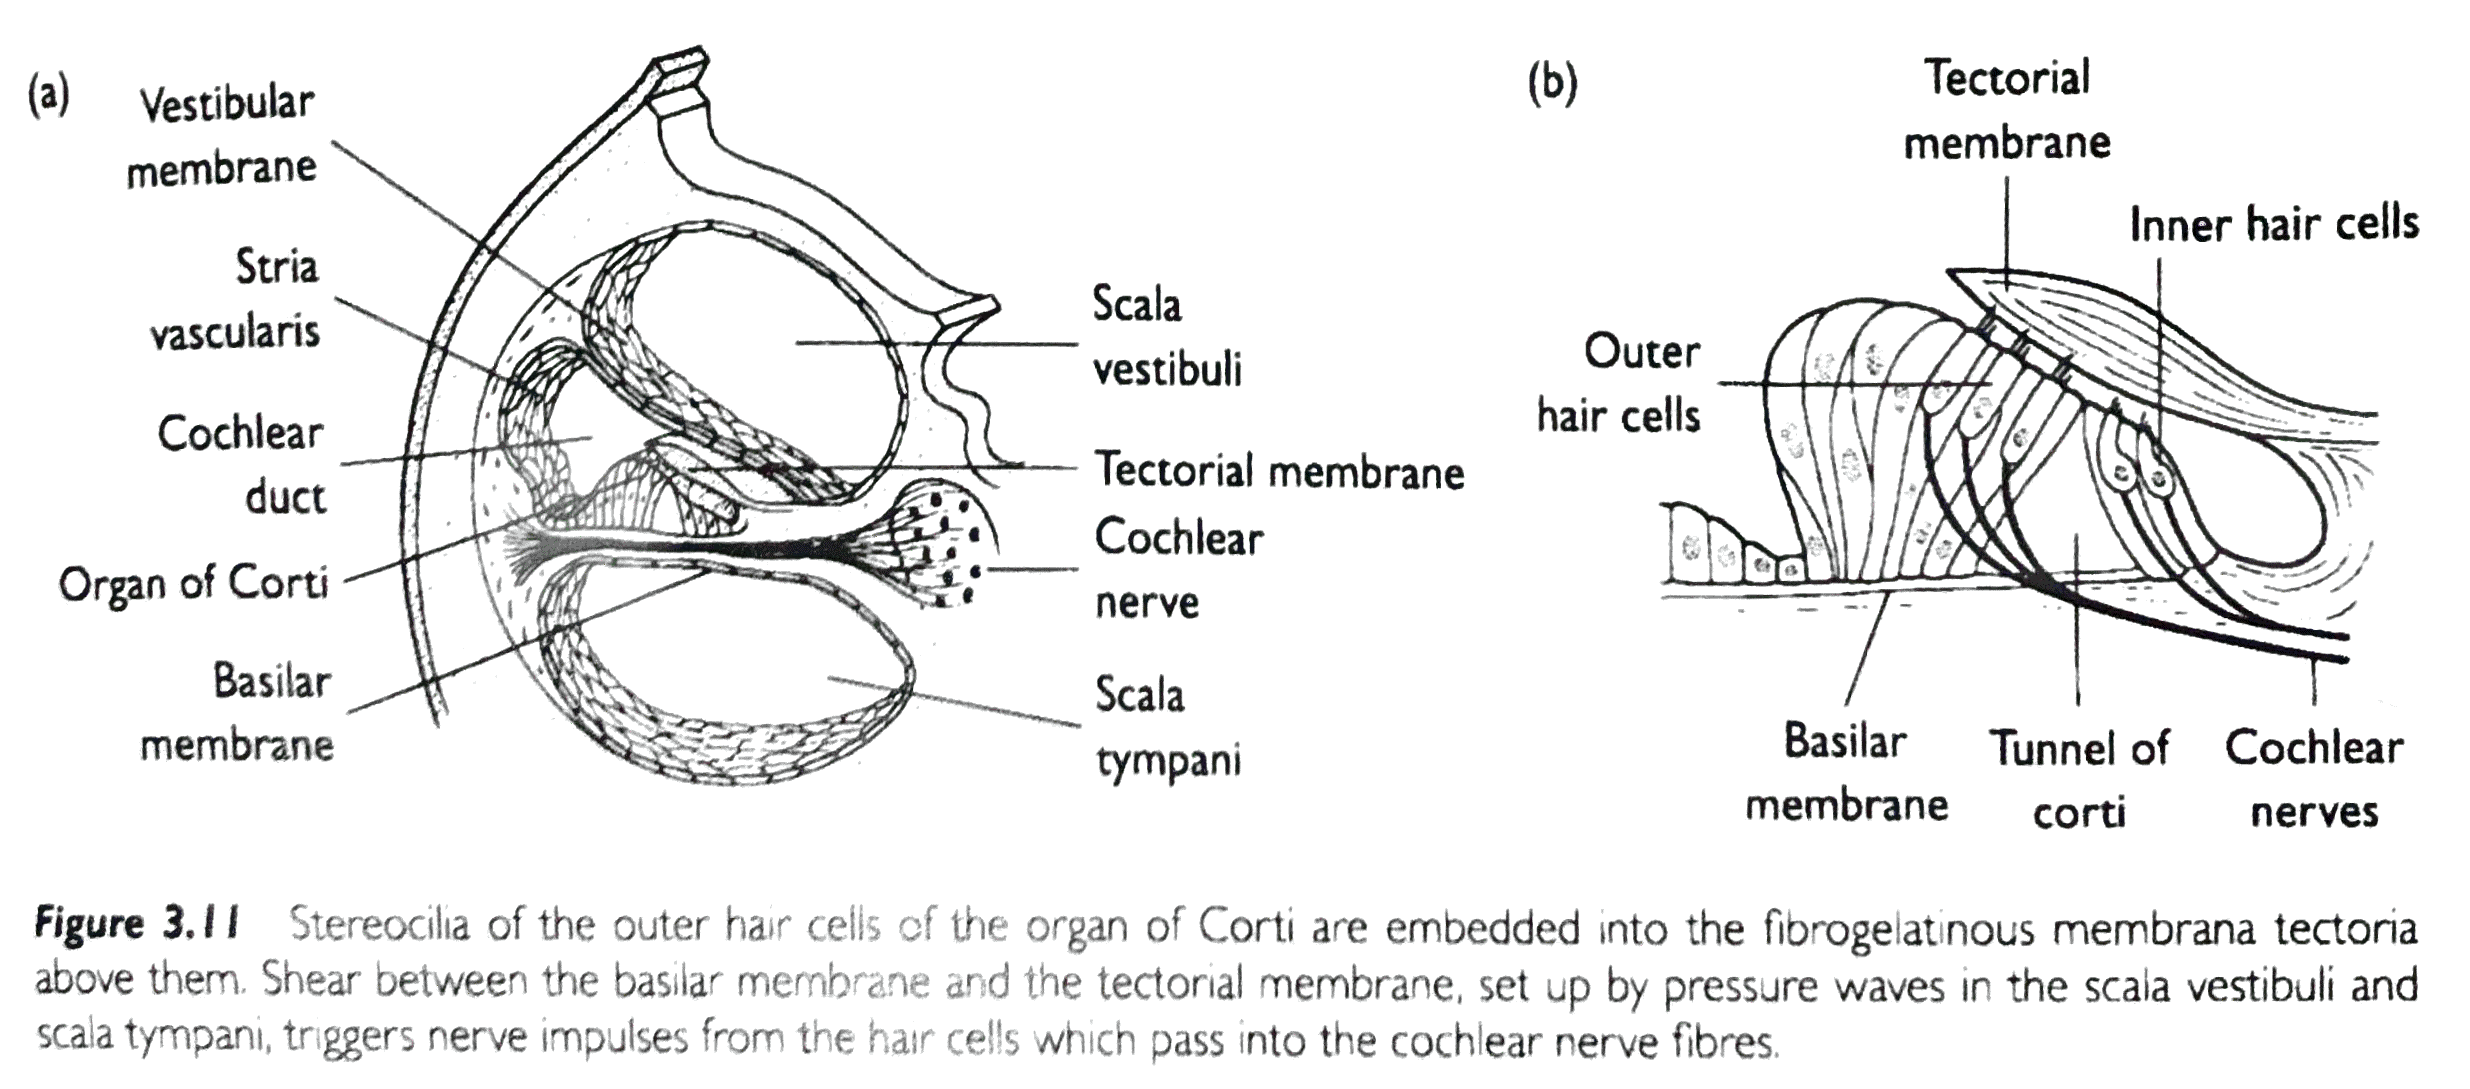 (a)
Vestibular
membrane
Stria
vascularis
Cochlear
duct
Organ of Corti
Basilar
membrane
Scala
vestibuli
Tectorial membrane
Cochlear
nerve
Scala
tympani
(b)
Tectorial
membrane
Inner hair cells
Outer
hair cells
Basilar
membrane
Tunnel of
corti
Cochlear
nerves
Figure 3.11 Stereocilia of the outer hair cells of the organ of Corti are embedded into the fibrogelatinous membrana tectoria
above them. Shear between the basilar membrane and the tectorial membrane, set up by pressure waves in the scala vestibuli and
scala tympani, triggers nerve impulses from the hair cells which pass into the cochlear nerve fibres.